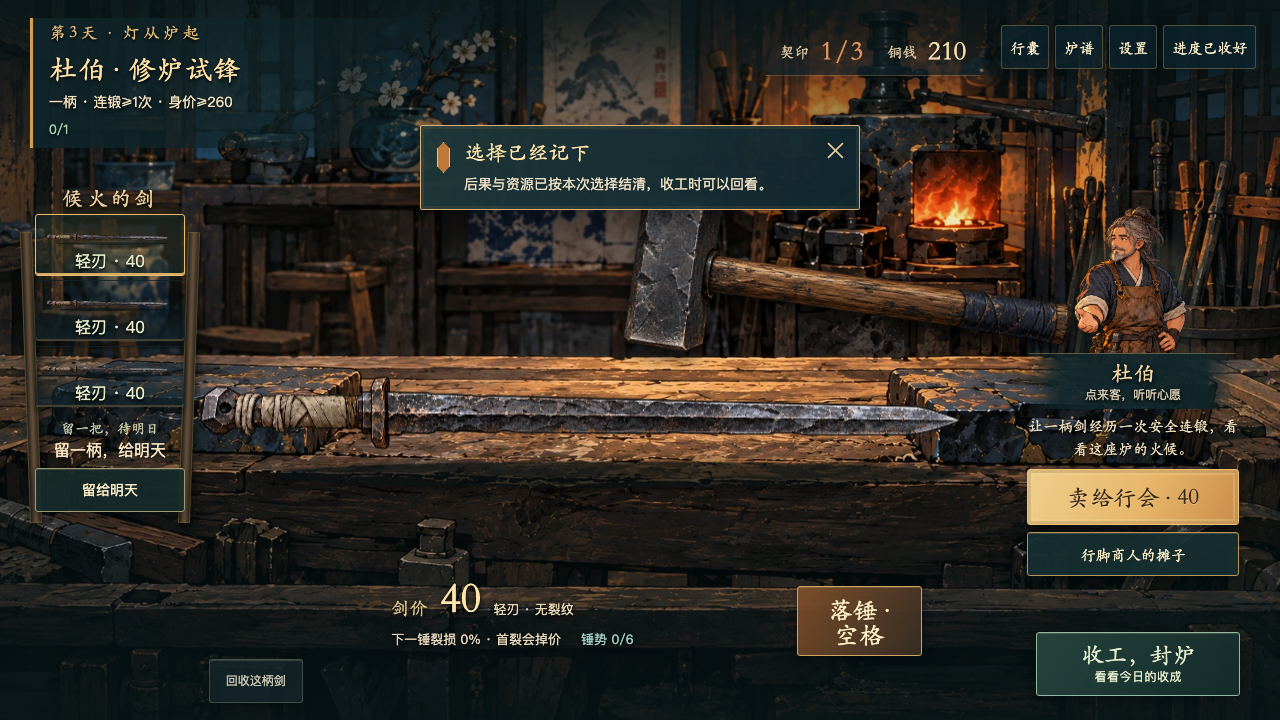 第3天 · 灯从炉起
杜伯 · 修炉试锋
一柄 · 连锻≥1次 · 身价≥260
0/1
契印 1/3 铜钱 210
行囊
炉谱
设置
进度已收好
选择已经记下
后果与资源已按本次选择结清，收工时可以回看。
候火的剑
轻刃 · 40
轻刃 · 40
轻刃 · 40
留一把，待明日
留一柄，给明天
留给明天
杜伯
点来客，听听心愿
让一柄剑经历一次安全连锻，看
看这座炉的火候。
卖给行会 · 40
行脚商人的摊子
剑价 40 轻刃 · 无裂纹
下一锤裂损 0% · 首裂会掉价 锤势 0/6
落锤 ·
空格
收工，封炉
看看今日的收成
回收这柄剑